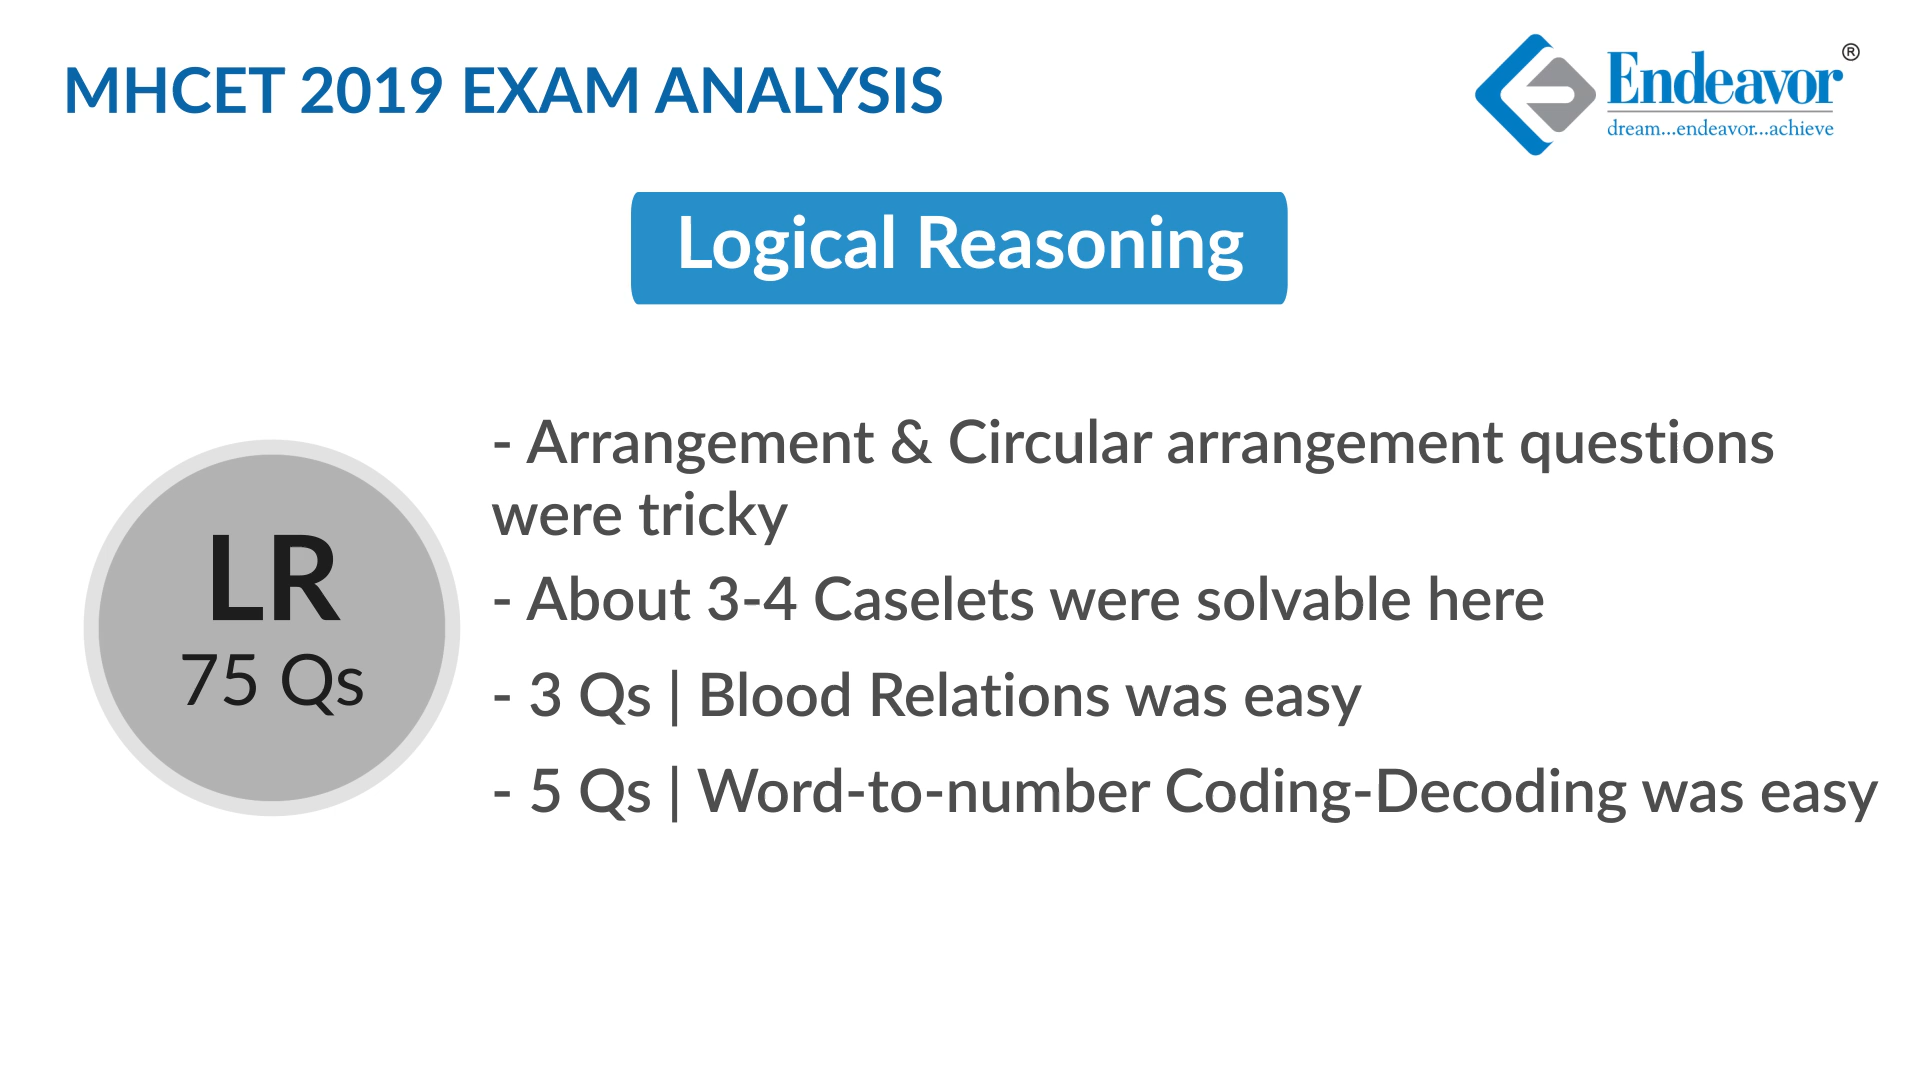 MHCET 2019 EXAM ANALYSIS
Endeavor®
dream...endeavor...achieve
Logical Reasoning
LR
75 Qs
- Arrangement & Circular arrangement questions
were tricky
- About 3-4 Caselets were solvable here
- 3 Qs | Blood Relations was easy
- 5 Qs | Word-to-number Coding-Decoding was easy